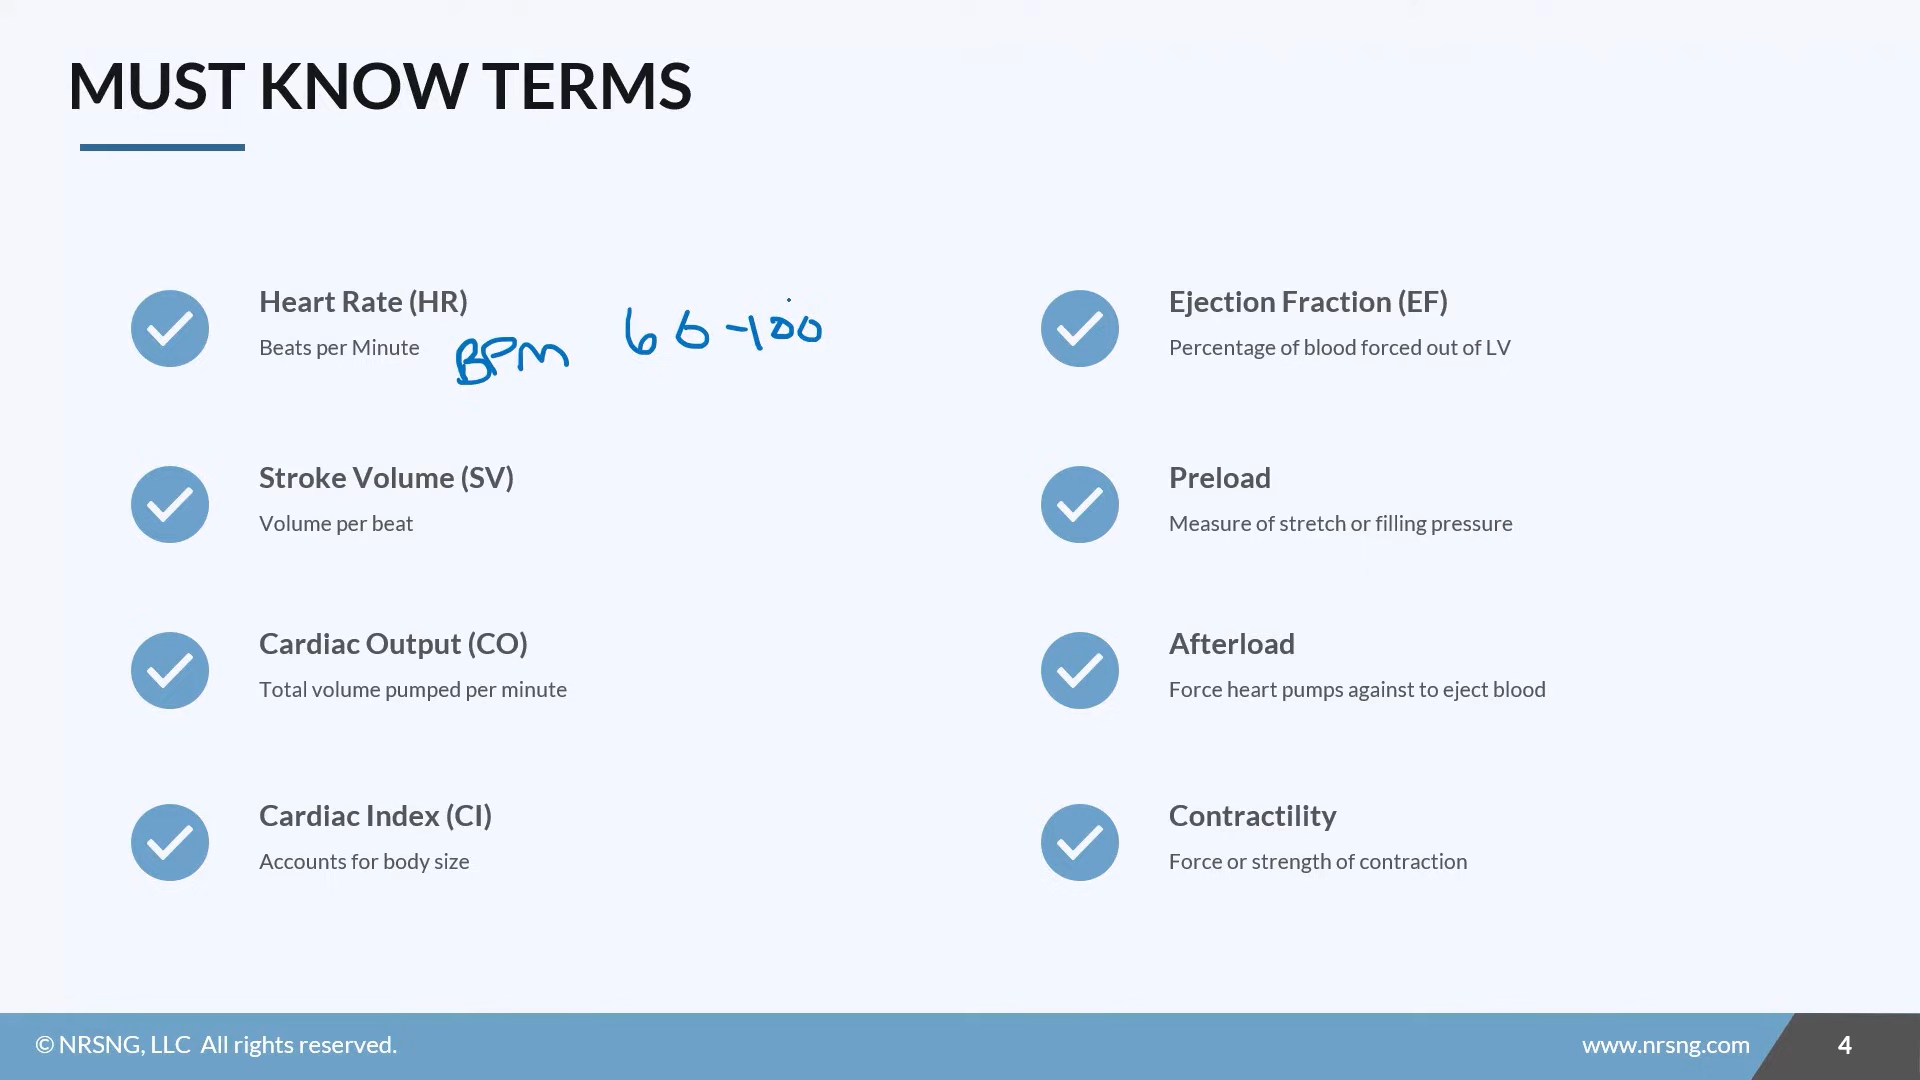 MUST KNOW TERMS
Heart Rate (HR)
Beats per Minute
BPM 60-100
Stroke Volume (SV)
Volume per beat
Cardiac Output (CO)
Total volume pumped per minute
Cardiac Index (CI)
Accounts for body size
Ejection Fraction (EF)
Percentage of blood forced out of LV
Preload
Measure of stretch or filling pressure
Afterload
Force heart pumps against to eject blood
Contractility
Force or strength of contraction
© NRSNG, LLC All rights reserved.
www.nrsng.com
4